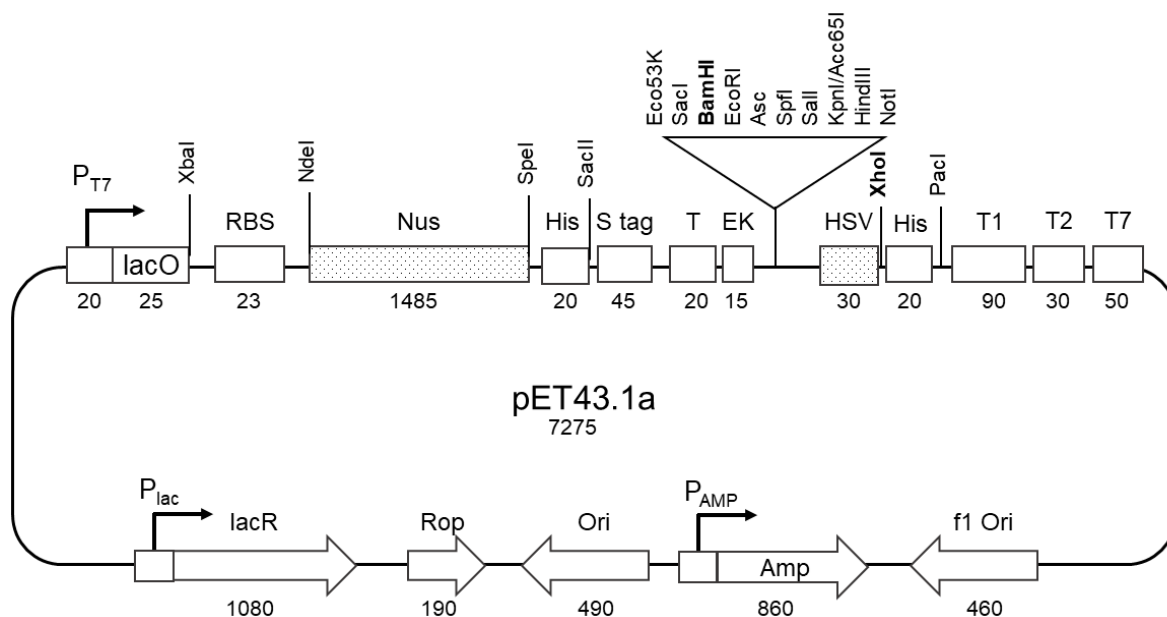 Eco53K
SacI
BamHI
EcoRI
Asc
SpfI
SalI
KpnI/Acc65I
HindIII
NotI
PT7
XbaI
NdeI
SpeI
SacII
XhoI
PacI
RBS
Nus
His
S tag
T
EK
HSV
His
T1
T2
T7
lacO
20
25
23
1485
20
45
20
15
30
20
90
30
50
pET43.1a
7275
Plac
lacR
Rop
Ori
PAMP
f1 Ori
Amp
1080
190
490
860
460